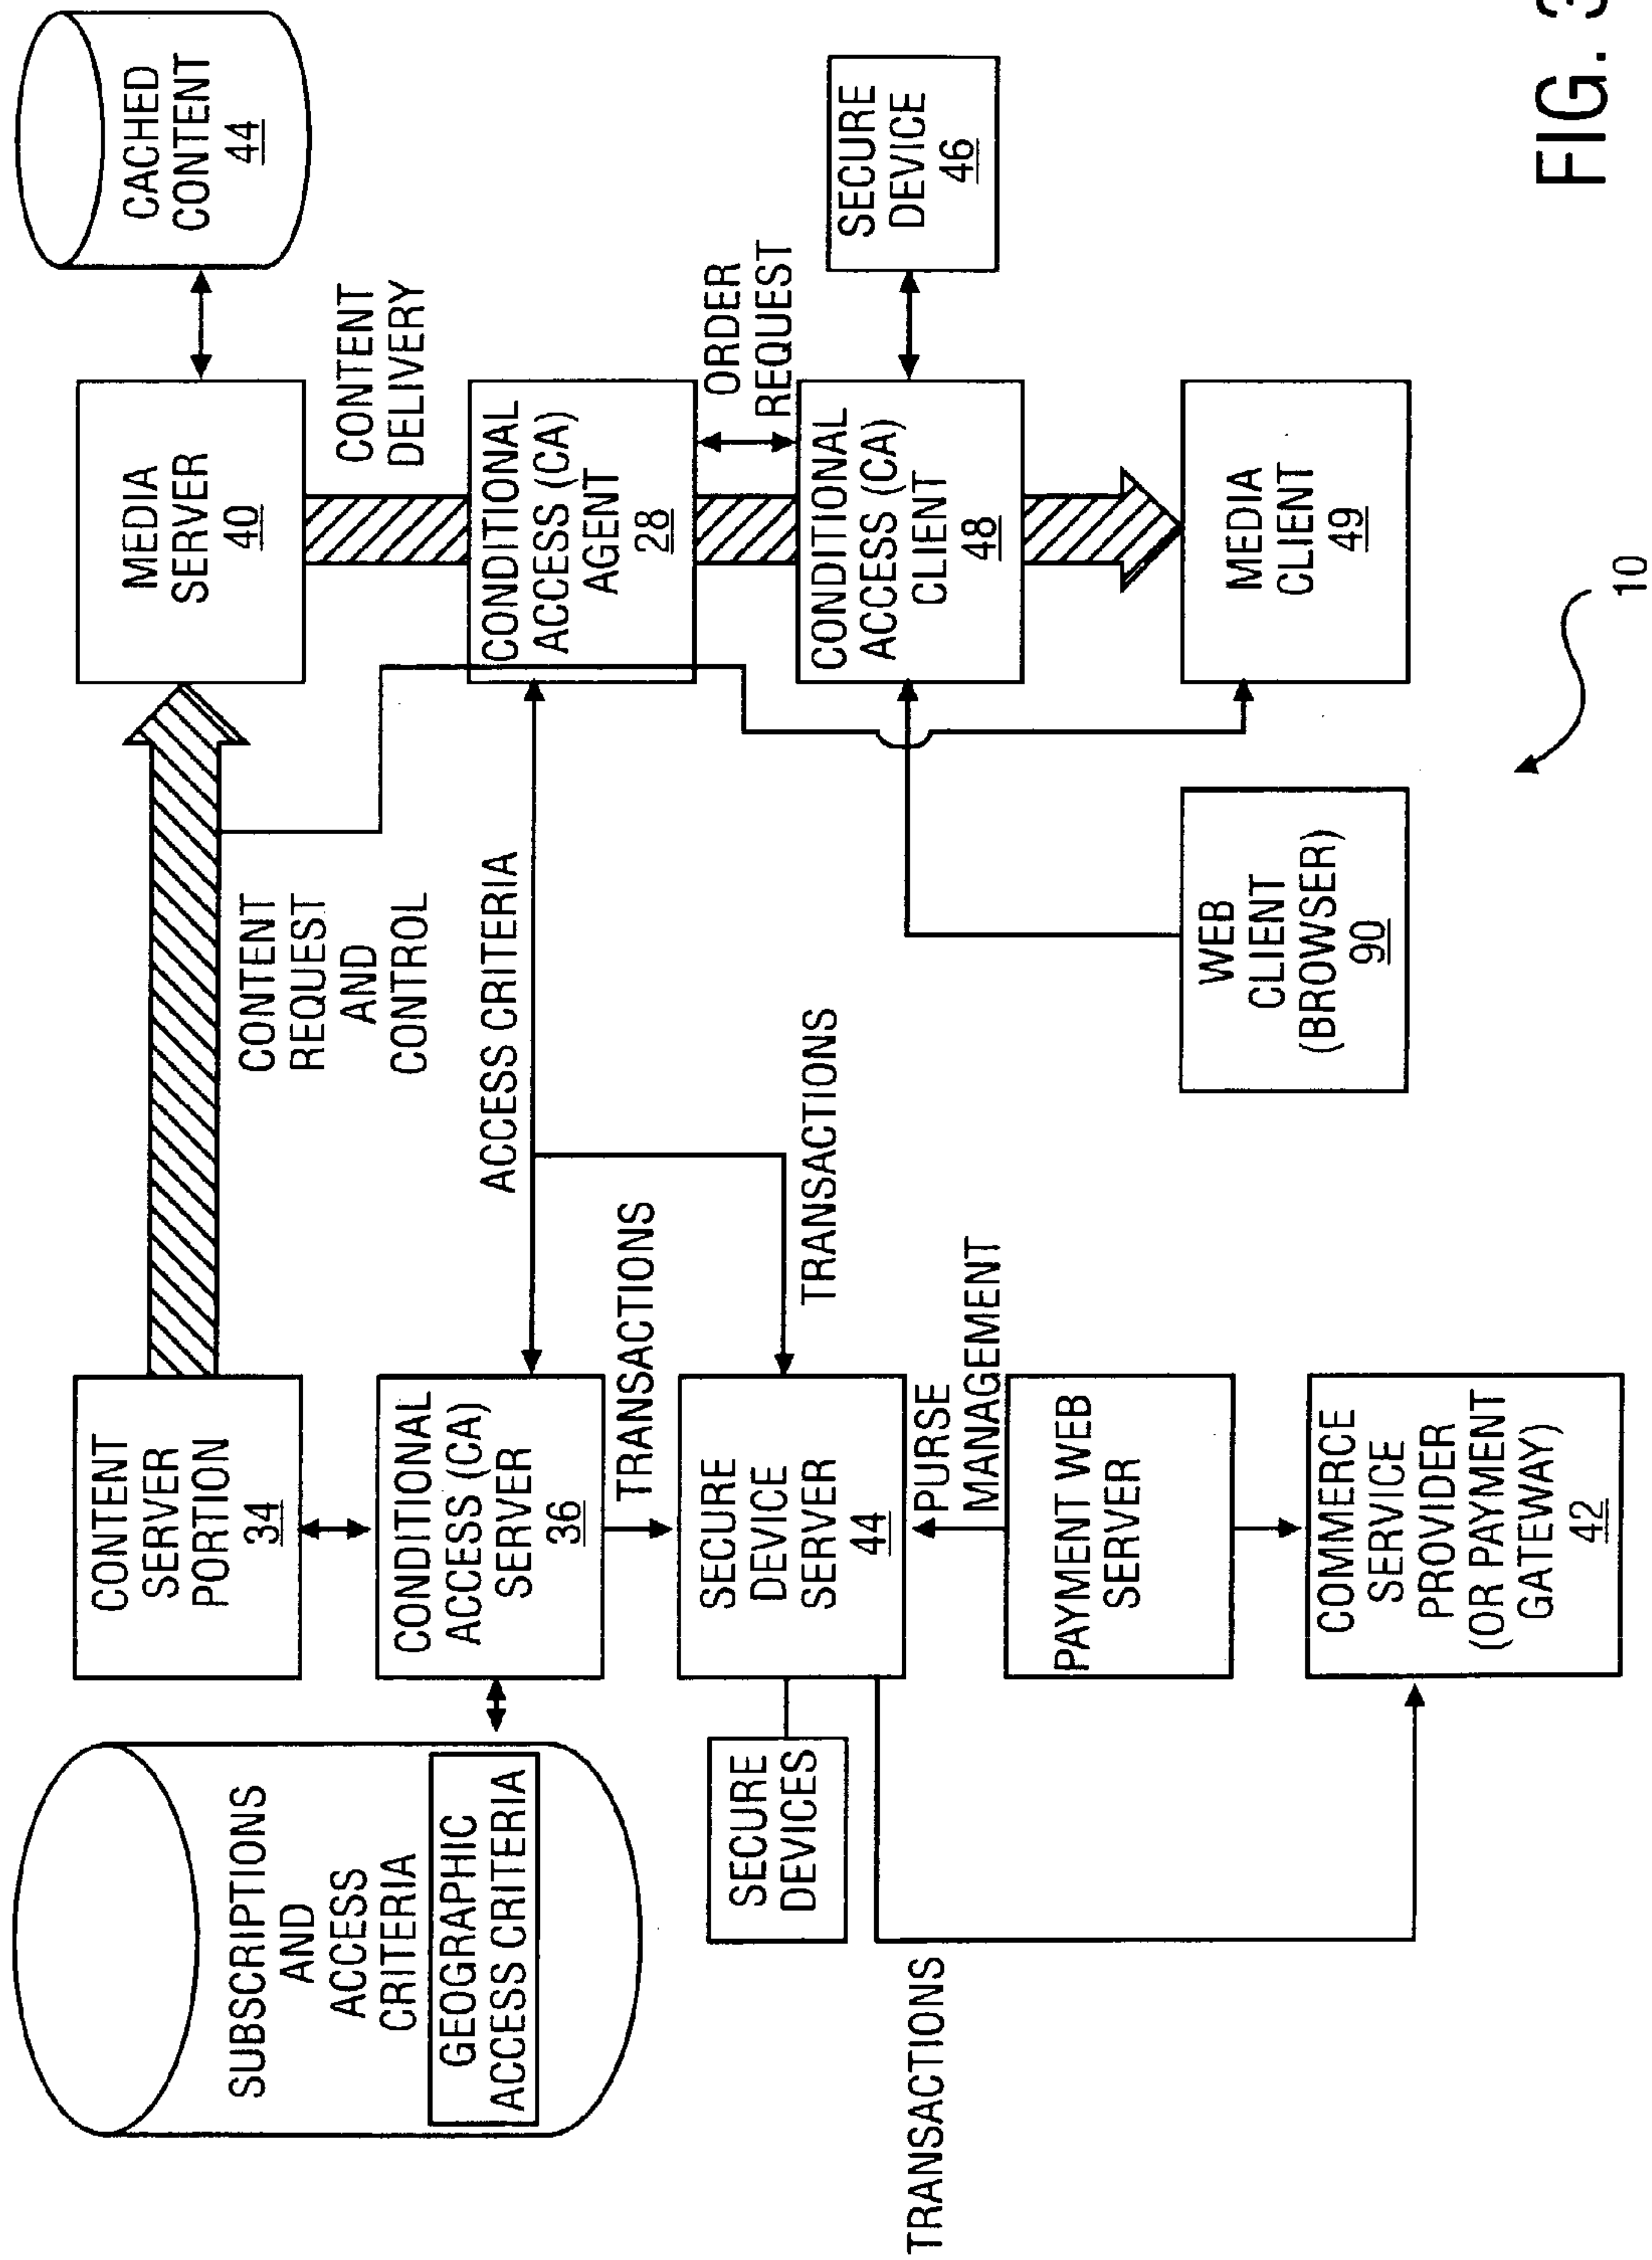 SUBSCRIPTIONS
AND
ACCESS
CRITERIA
GEOGRAPHIC
ACCESS CRITERIA
CONTENT
SERVER
PORTION
34
CONDITIONAL
ACCESS (CA)
SERVER
36
TRANSACTIONS
SECURE
DEVICES
SECURE
DEVICE
SERVER
44
PURSE
MANAGEMENT
PAYMENT WEB
SERVER
COMMERCE
SERVICE
PROVIDER
(OR PAYMENT
GATEWAY)
42
TRANSACTIONS
CONTENT
REQUEST
AND
CONTROL
ACCESS CRITERIA
TRANSACTIONS
MEDIA
SERVER
40
CACHED
CONTENT
44
CONTENT
DELIVERY
CONDITIONAL
ACCESS (CA)
AGENT
28
ORDER
REQUEST
CONDITIONAL
ACCESS (CA)
CLIENT
48
SECURE
DEVICE
46
MEDIA
CLIENT
49
WEB
CLIENT
(BROWSER)
90
10
FIG. 3